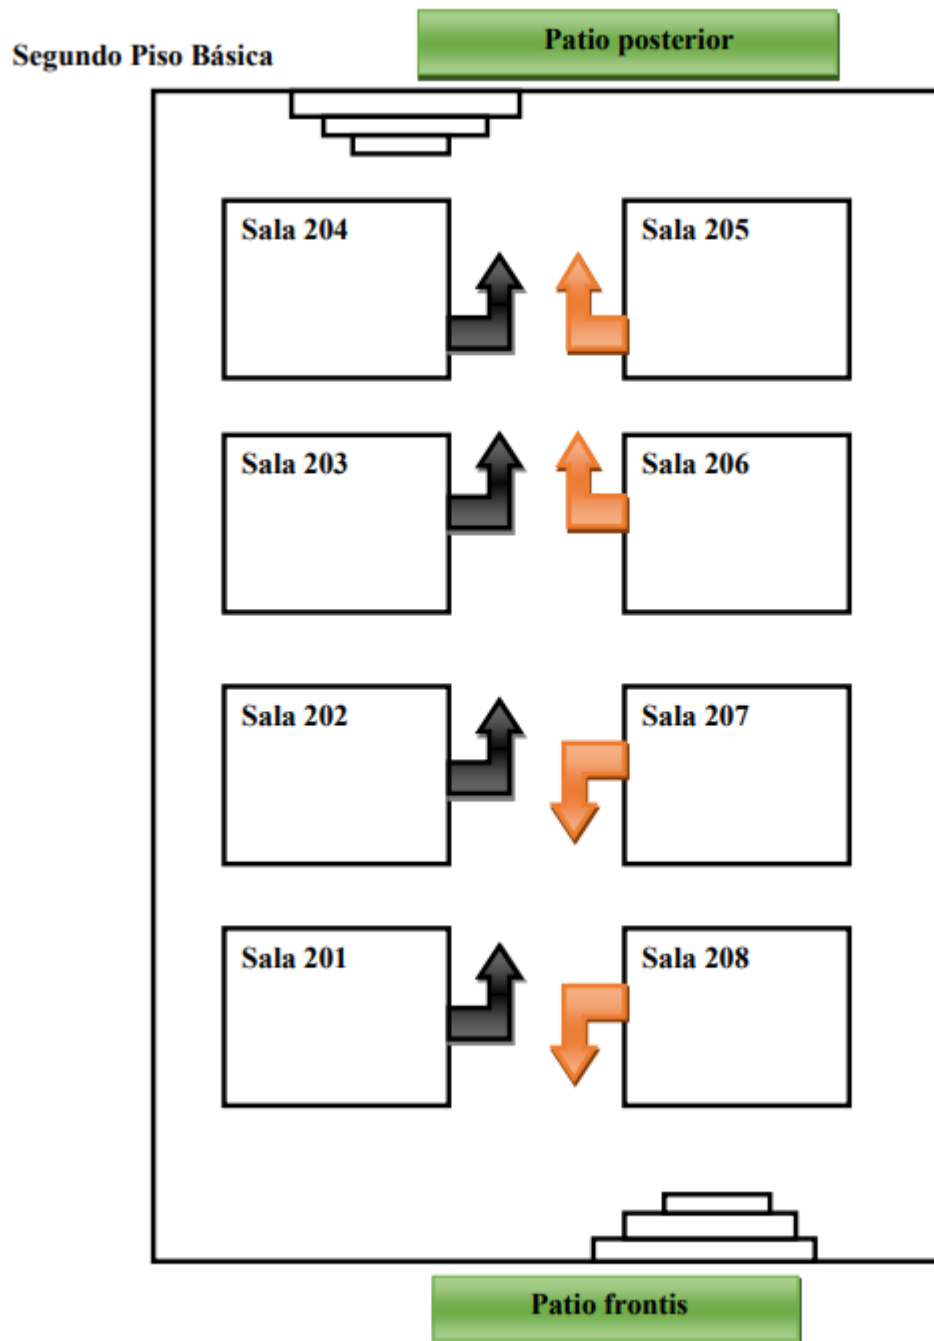 Patio posterior
Segundo Piso Básica
Sala 204
Sala 205
Sala 203
Sala 206
Sala 202
Sala 207
Sala 201
Sala 208
Patio frontis